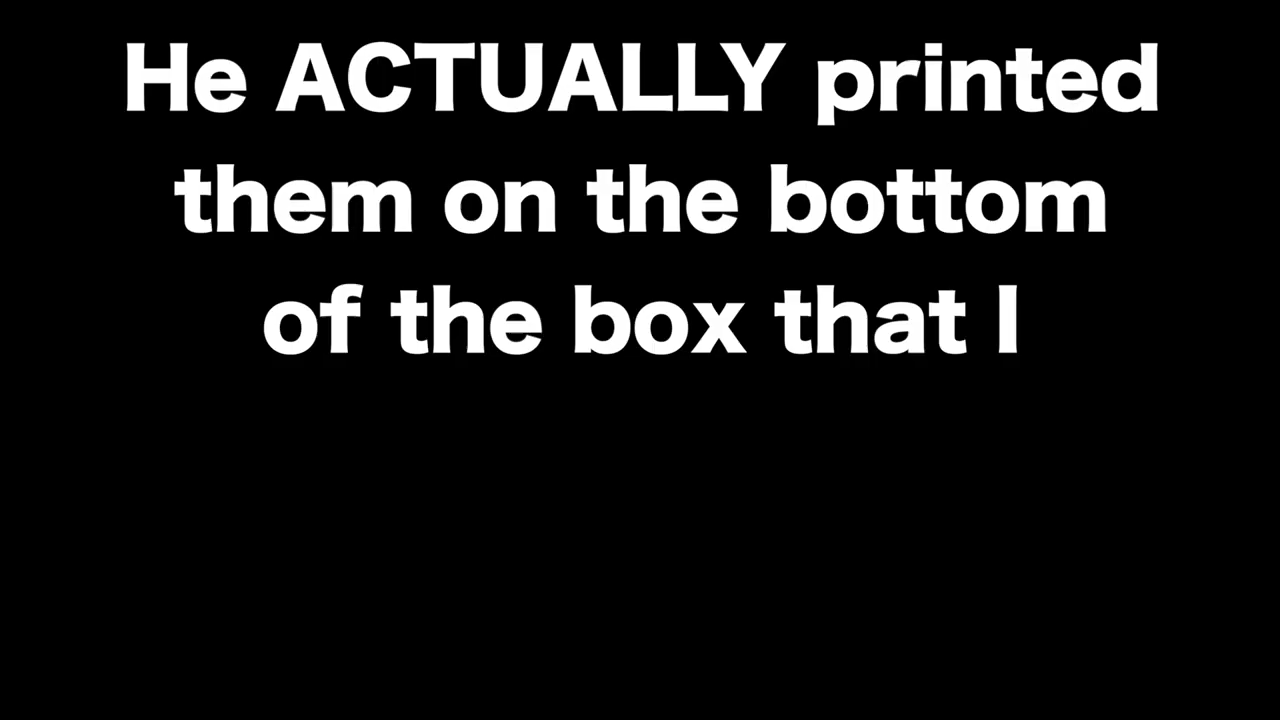 He ACTUALLY printed
them on the bottom
of the box that I